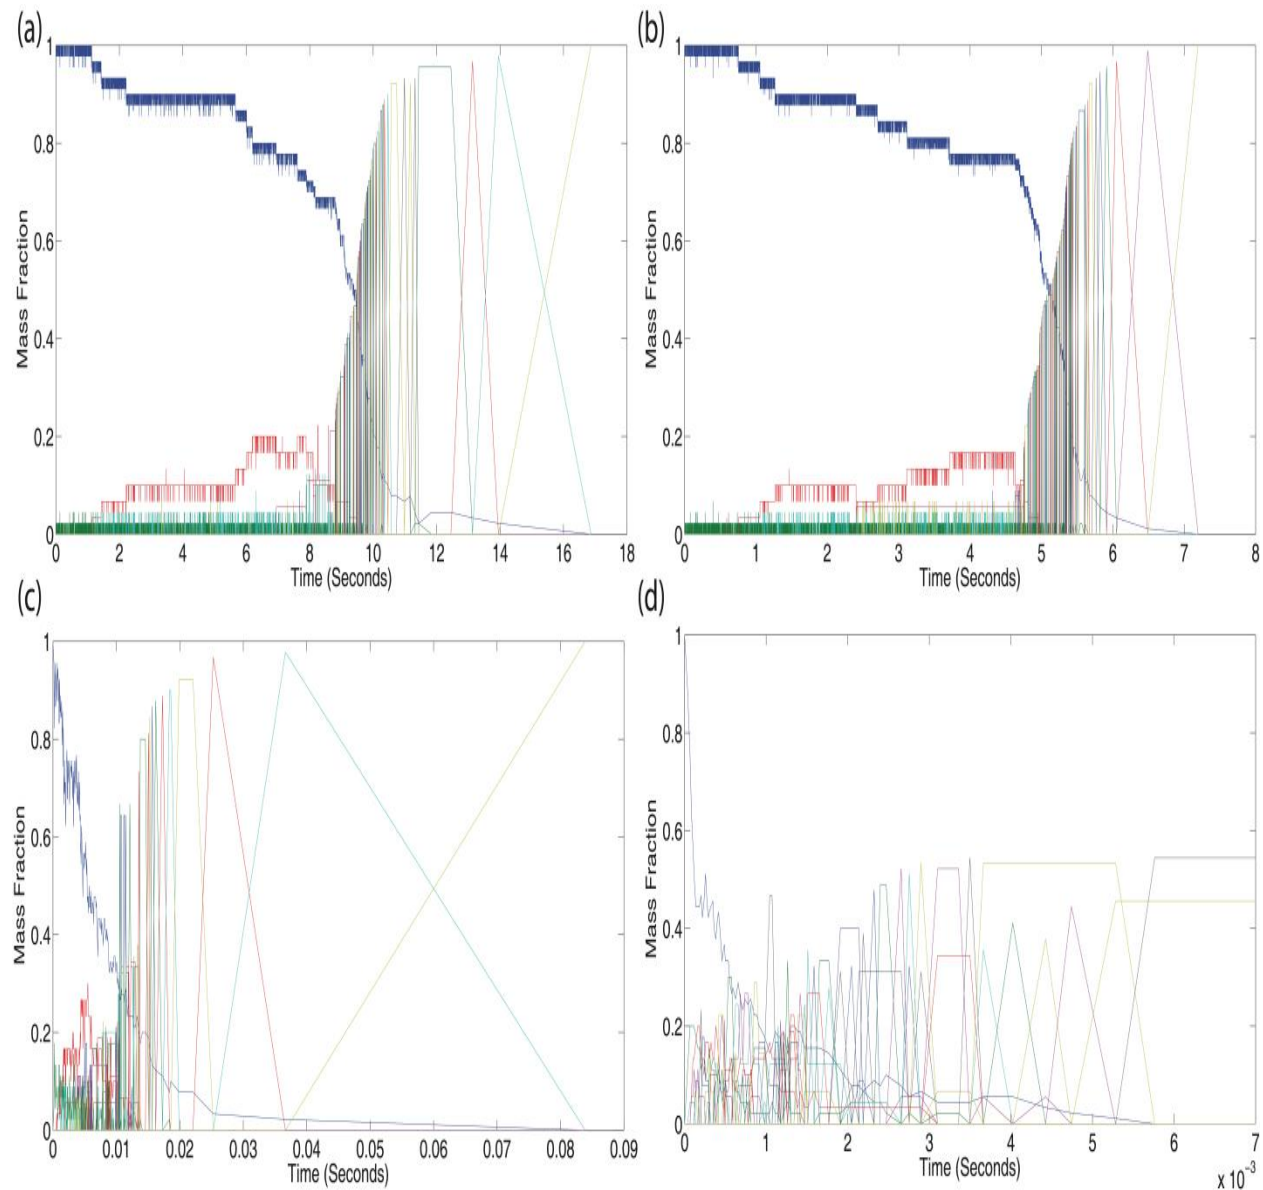 (a)
(b)
1
0.8
0.6
0.4
0.2
0
Mass Fraction
0 2 4 6 8 10 12 14 16 18
Time (Seconds)
1
0.8
0.6
0.4
0.2
0
Mass Fraction
0 1 2 3 4 5 6 7 8
Time (Seconds)
(c)
(d)
1
0.8
0.6
0.4
0.2
0
Mass Fraction
0 0.01 0.02 0.03 0.04 0.05 0.06 0.07 0.08 0.09
Time (Seconds)
1
0.8
0.6
0.4
0.2
0
Mass Fraction
0 1 2 3 4 5 6 7
Time (Seconds)
x 10⁻³